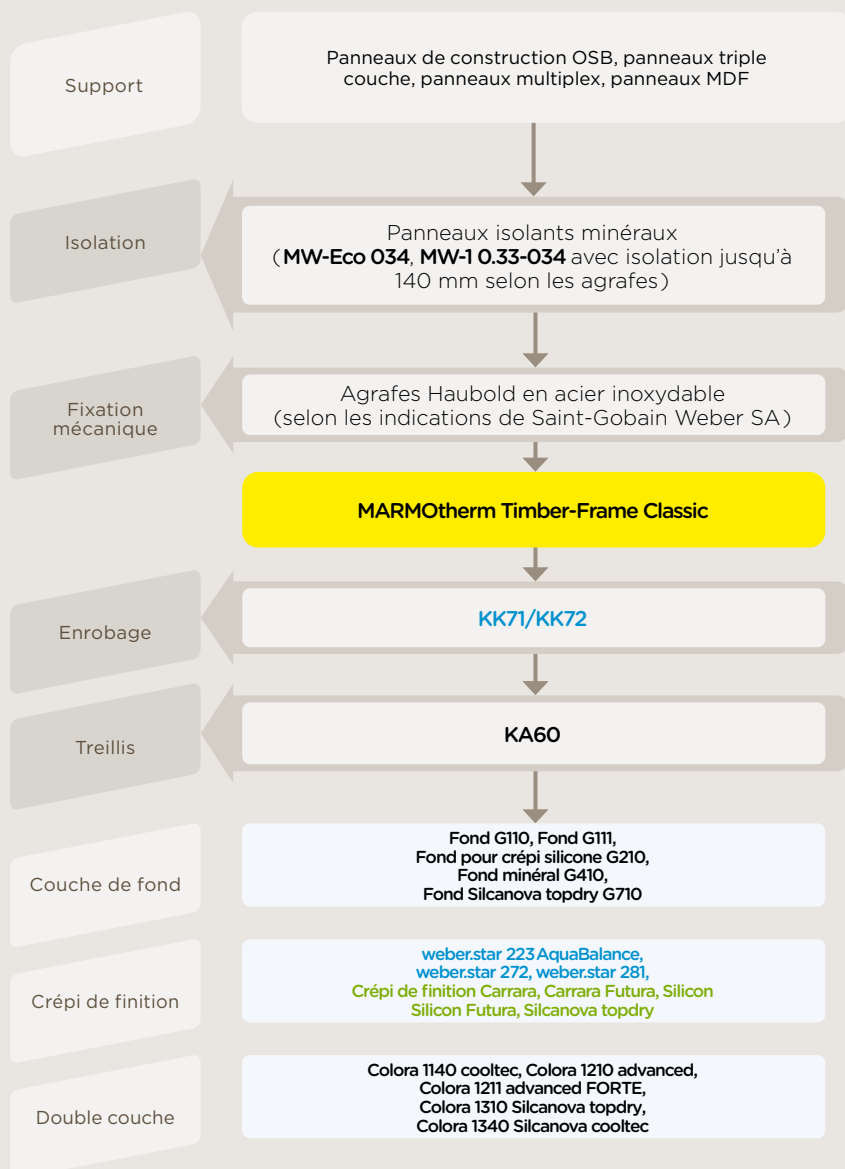 Support
Panneaux de construction OSB, panneaux triple
couche, panneaux multiplex, panneaux MDF
Isolation
Panneaux isolants minéraux
(MW-Eco 034, MW-1 0.33-034 avec isolation jusqu'à
140 mm selon les agrafes)
Fixation
mécanique
Agrafes Haubold en acier inoxydable
(selon les indications de Saint-Gobain Weber SA)
MARMOtherm Timber-Frame Classic
Enrobage
KK71/KK72
Treillis
KA60
Couche de fond
Fond G110, Fond G111,
Fond pour crépi silicone G210,
Fond minéral G410,
Fond Silcanova topdry G710
Crépi de finition
weber.star 223 AquaBalance,
weber.star 272, weber.star 281,
Crépi de finition Carrara, Carrara Futura, Silicon
Silicon Futura, Silcanova topdry
Double couche
Colora 1140 cooltec, Colora 1210 advanced,
Colora 1211 advanced FORTE,
Colora 1310 Silcanova topdry,
Colora 1340 Silcanova cooltec